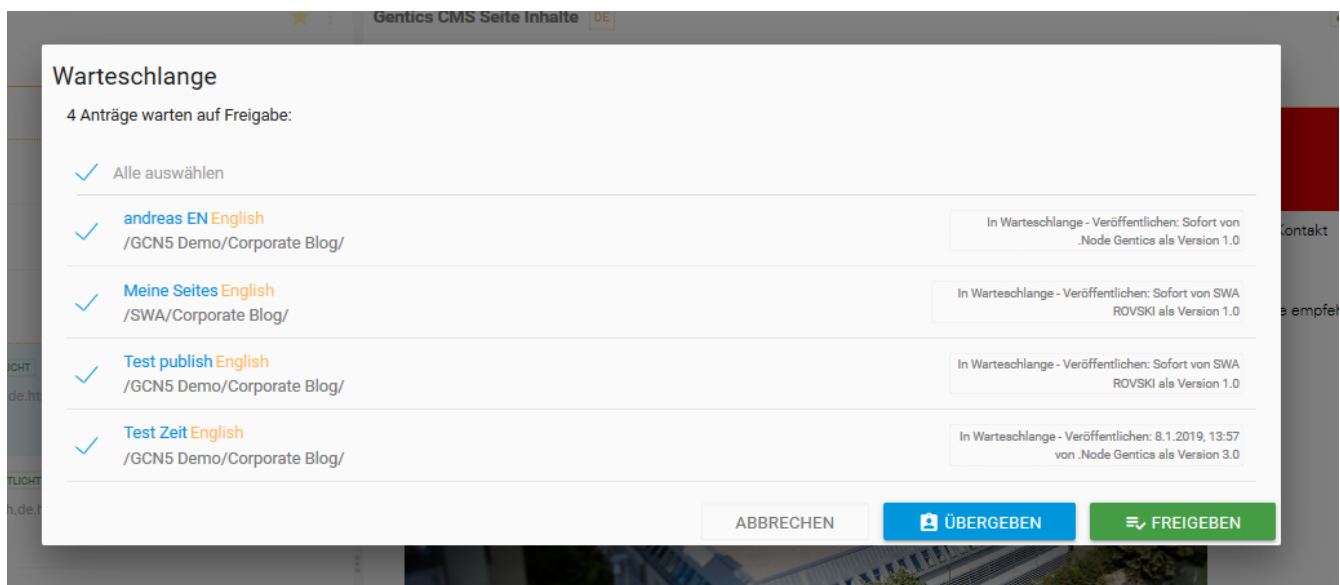 Gentics CMS Seite Inhalte DE
Warteschlange
4 Anträge warten auf Freigabe:
Alle auswählen
andreas EN English
/GCN5 Demo/Corporate Blog/
In Warteschlange - Veröffentlichen: Sofort von
.Node Gentics als Version 1.0
Kontakt
Meine Seites English
/SWA/Corporate Blog/
In Warteschlange - Veröffentlichen: Sofort von SWA
ROVSKI als Version 1.0
Test publish English
/GCN5 Demo/Corporate Blog/
In Warteschlange - Veröffentlichen: Sofort von SWA
ROVSKI als Version 1.0
Test Zeit English
/GCN5 Demo/Corporate Blog/
In Warteschlange - Veröffentlichen: 8.1.2019, 13:57
von .Node Gentics als Version 3.0
ABBRECHEN
ÜBERGEBEN
FREIGEBEN